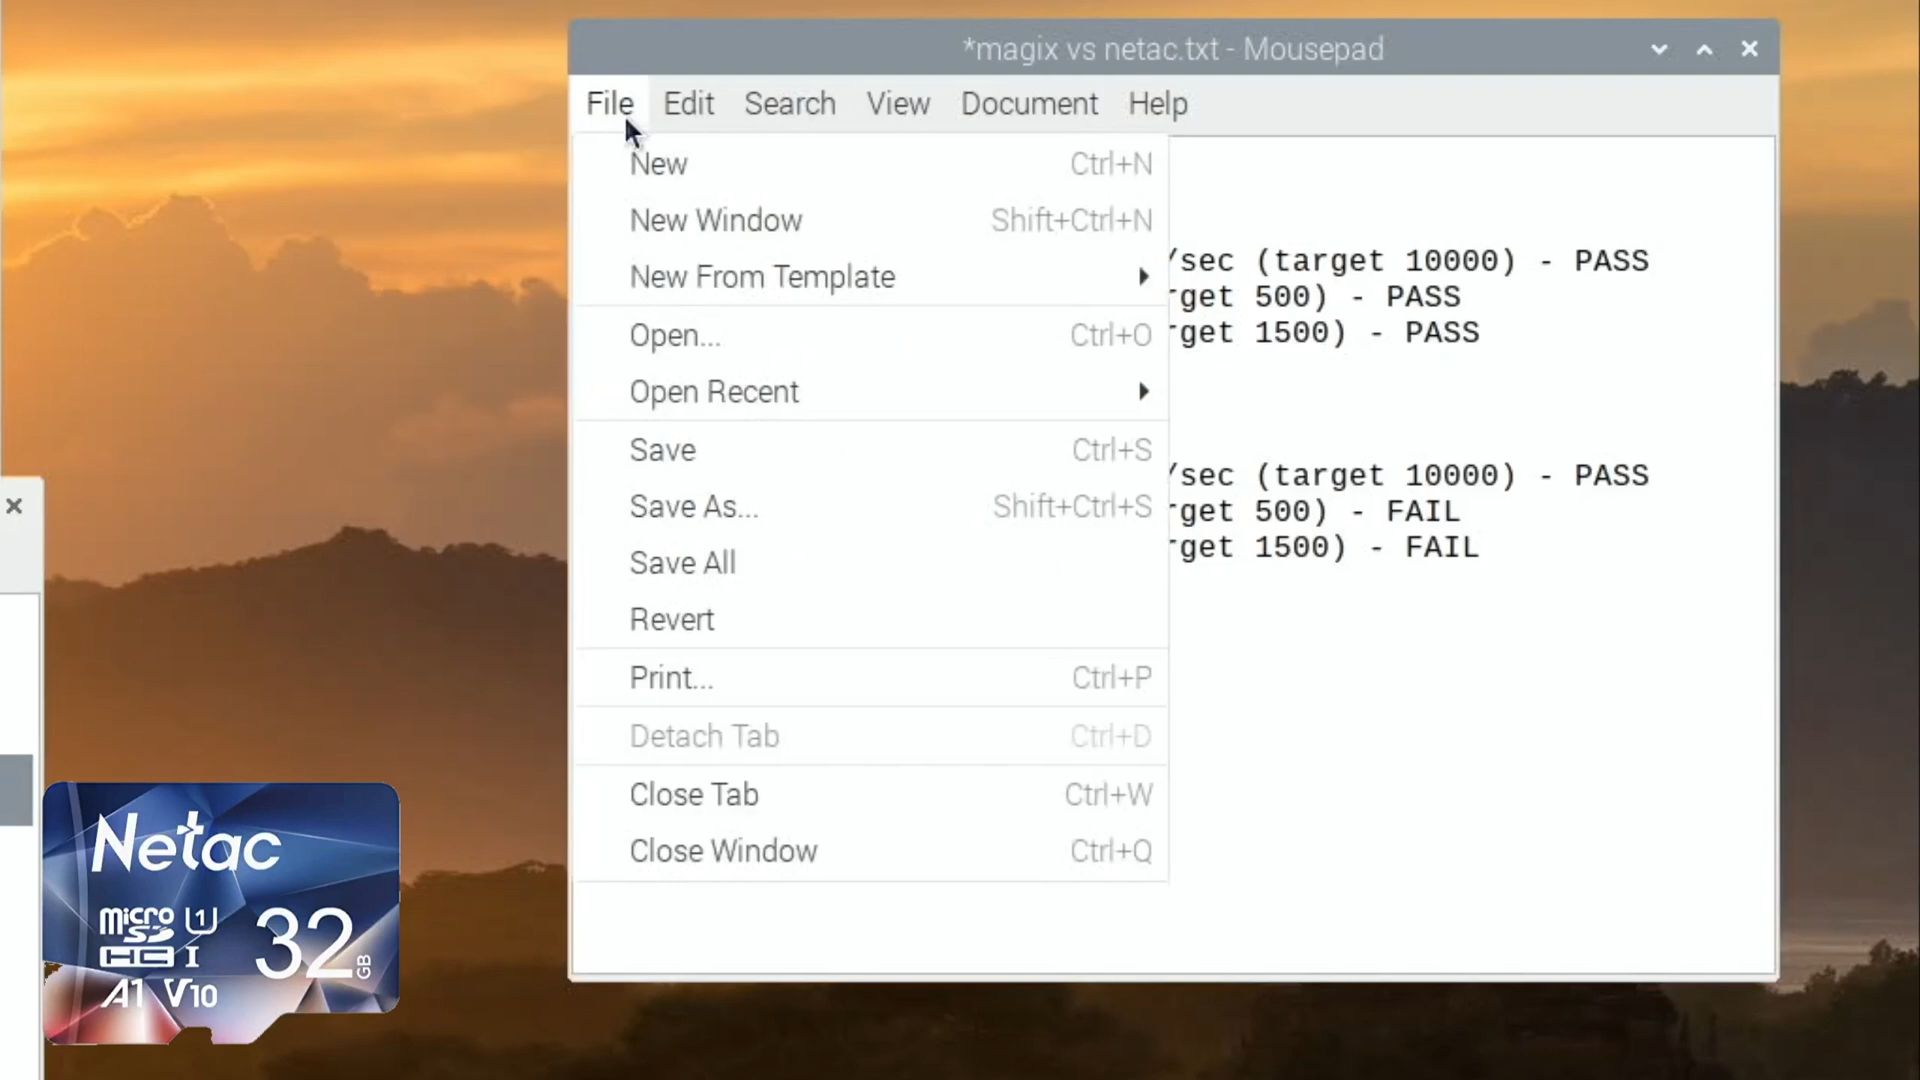 *magix vs netac.txt - Mousepad
File Edit Search View Document Help
New Ctrl+N
New Window Shift+Ctrl+N
New From Template
Open... Ctrl+O
Open Recent
Save Ctrl+S
Save As... Shift+Ctrl+S
Save All
Revert
Print... Ctrl+P
Detach Tab Ctrl+D
Close Tab Ctrl+W
Close Window Ctrl+Q
/sec (target 10000) - PASS
rget 500) - PASS
rget 1500) - PASS
/sec (target 10000) - PASS
rget 500) - FAIL
rget 1500) - FAIL
Netac
micro SD HC I U1 32 GB
A1 V10